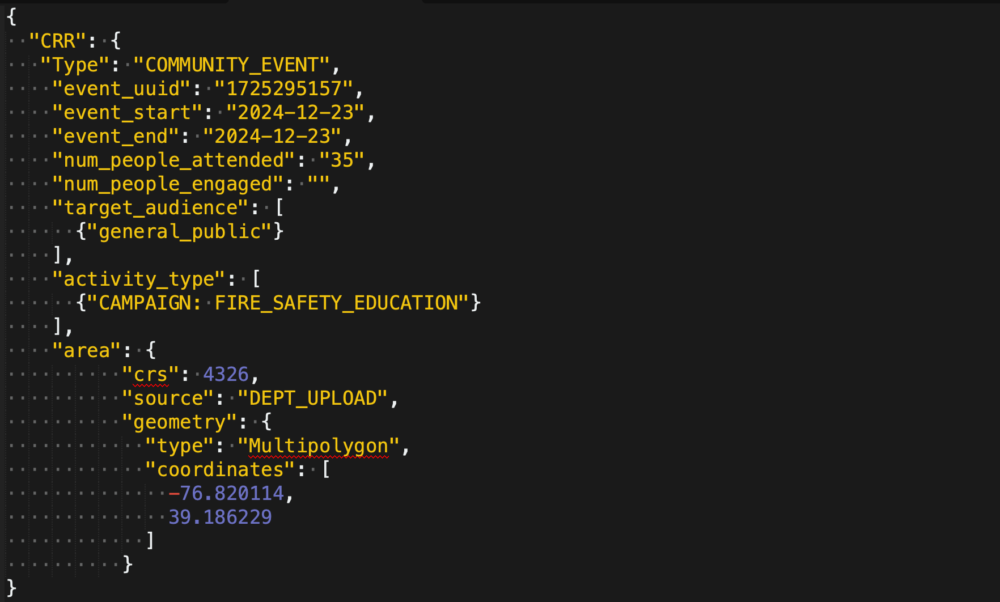 {
  "CRR": {
   "Type": "COMMUNITY_EVENT",
    "event_uuid": "1725295157",
    "event_start": "2024-12-23",
    "event_end": "2024-12-23",
    "num_people_attended": "35",
    "num_people_engaged": "",
    "target_audience": [
      {"general_public"}
    ],
    "activity_type": [
      {"CAMPAIGN: FIRE_SAFETY_EDUCATION"}
    ],
    "area": {
          "crs": 4326,
          "source": "DEPT_UPLOAD",
          "geometry": {
            "type": "Multipolygon",
            "coordinates": [
              -76.820114,
              39.186229
            ]
          }
}